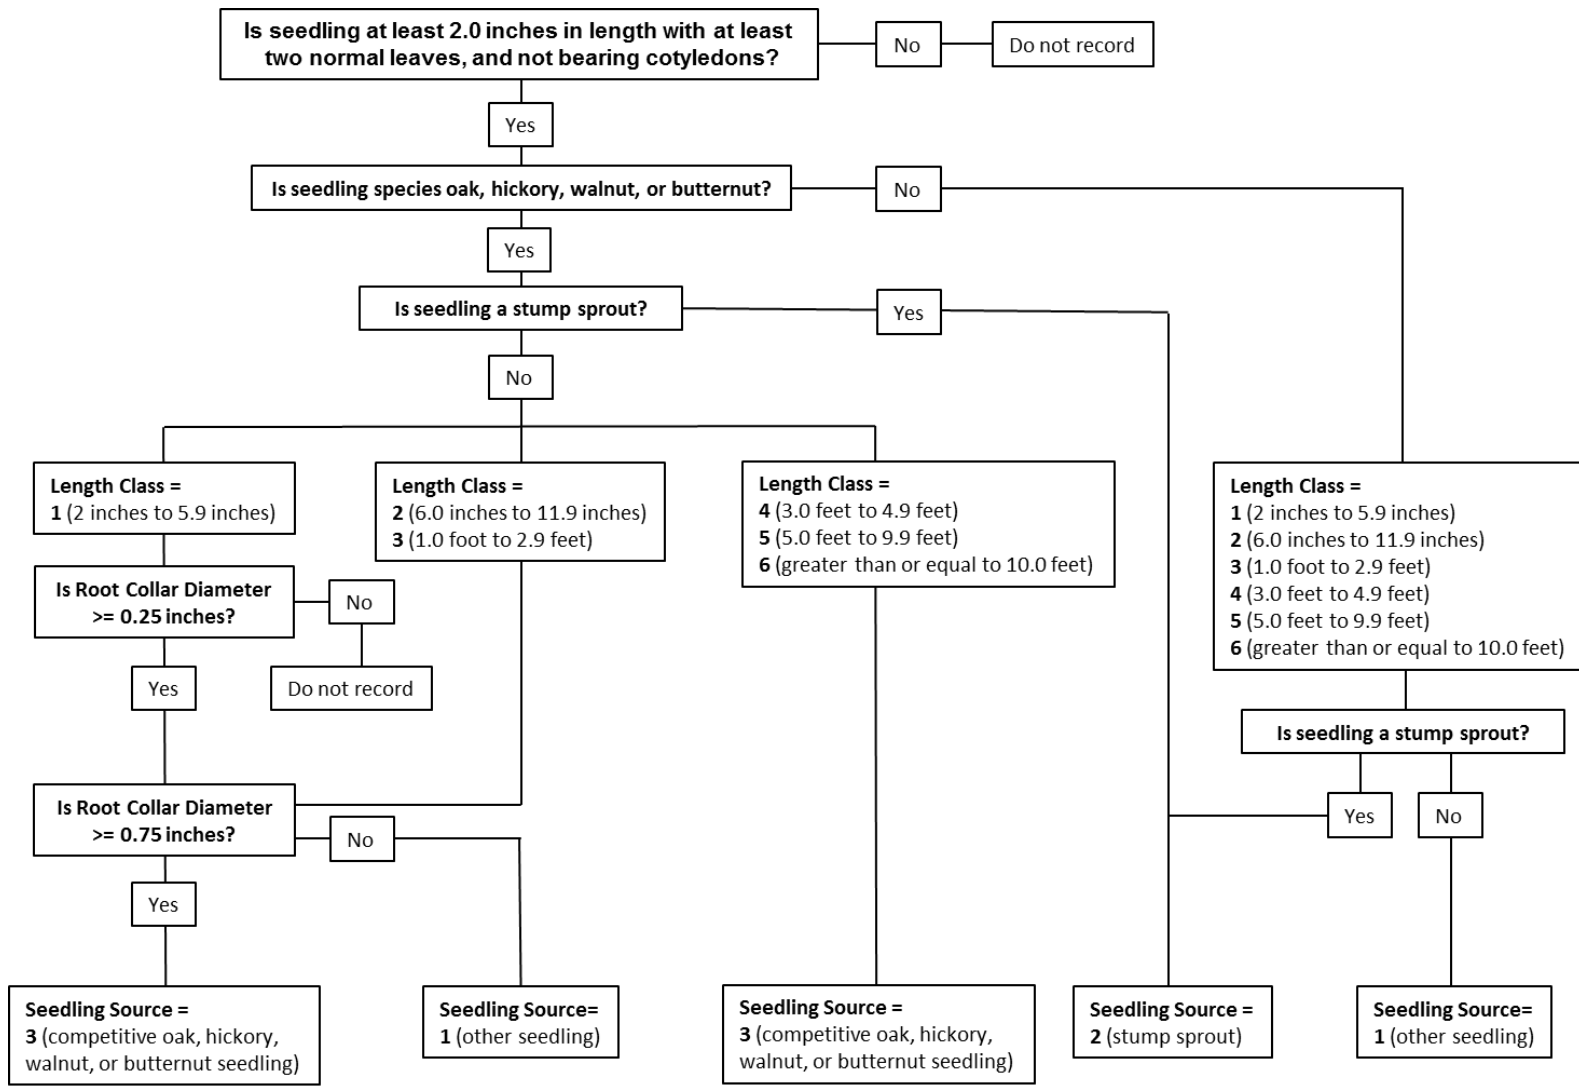 Is seedling at least 2.0 inches in length with at least
two normal leaves, and not bearing cotyledons?
No
Do not record
Yes
Is seedling species oak, hickory, walnut, or butternut?
No
Yes
Is seedling a stump sprout?
Yes
No
Length Class =
1 (2 inches to 5.9 inches)
Length Class =
2 (6.0 inches to 11.9 inches)
3 (1.0 foot to 2.9 feet)
Length Class =
4 (3.0 feet to 4.9 feet)
5 (5.0 feet to 9.9 feet)
6 (greater than or equal to 10.0 feet)
Length Class =
1 (2 inches to 5.9 inches)
2 (6.0 inches to 11.9 inches)
3 (1.0 foot to 2.9 feet)
4 (3.0 feet to 4.9 feet)
5 (5.0 feet to 9.9 feet)
6 (greater than or equal to 10.0 feet)
Is Root Collar Diameter
>= 0.25 inches?
No
Yes
Do not record
Is seedling a stump sprout?
Yes
No
Is Root Collar Diameter
>= 0.75 inches?
No
Yes
Seedling Source =
3 (competitive oak, hickory,
walnut, or butternut seedling)
Seedling Source=
1 (other seedling)
Seedling Source =
3 (competitive oak, hickory,
walnut, or butternut seedling)
Seedling Source =
2 (stump sprout)
Seedling Source=
1 (other seedling)